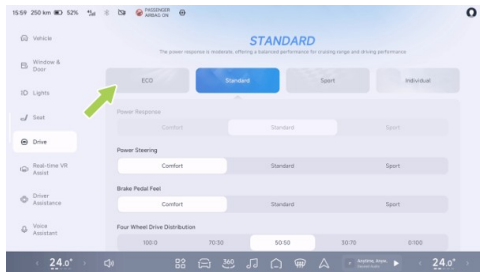 15:59 250 km 52% PASSENGER AIRBAG ON
Vehicle
Window & Door
Lights
Seat
Drive
Real-time VR Assist
Driver Assistance
Voice Assistant
STANDARD
The power response is moderate, offering a balanced performance for cruising range and driving performance.
ECO Standard Sport Individual
Power Response
Comfort Standard Sport
Power Steering
Comfort Standard Sport
Brake Pedal Feel
Comfort Standard Sport
Four Wheel Drive Distribution
100:0 70:30 50:50 30:70 0:100
24.0° 360 24.0°